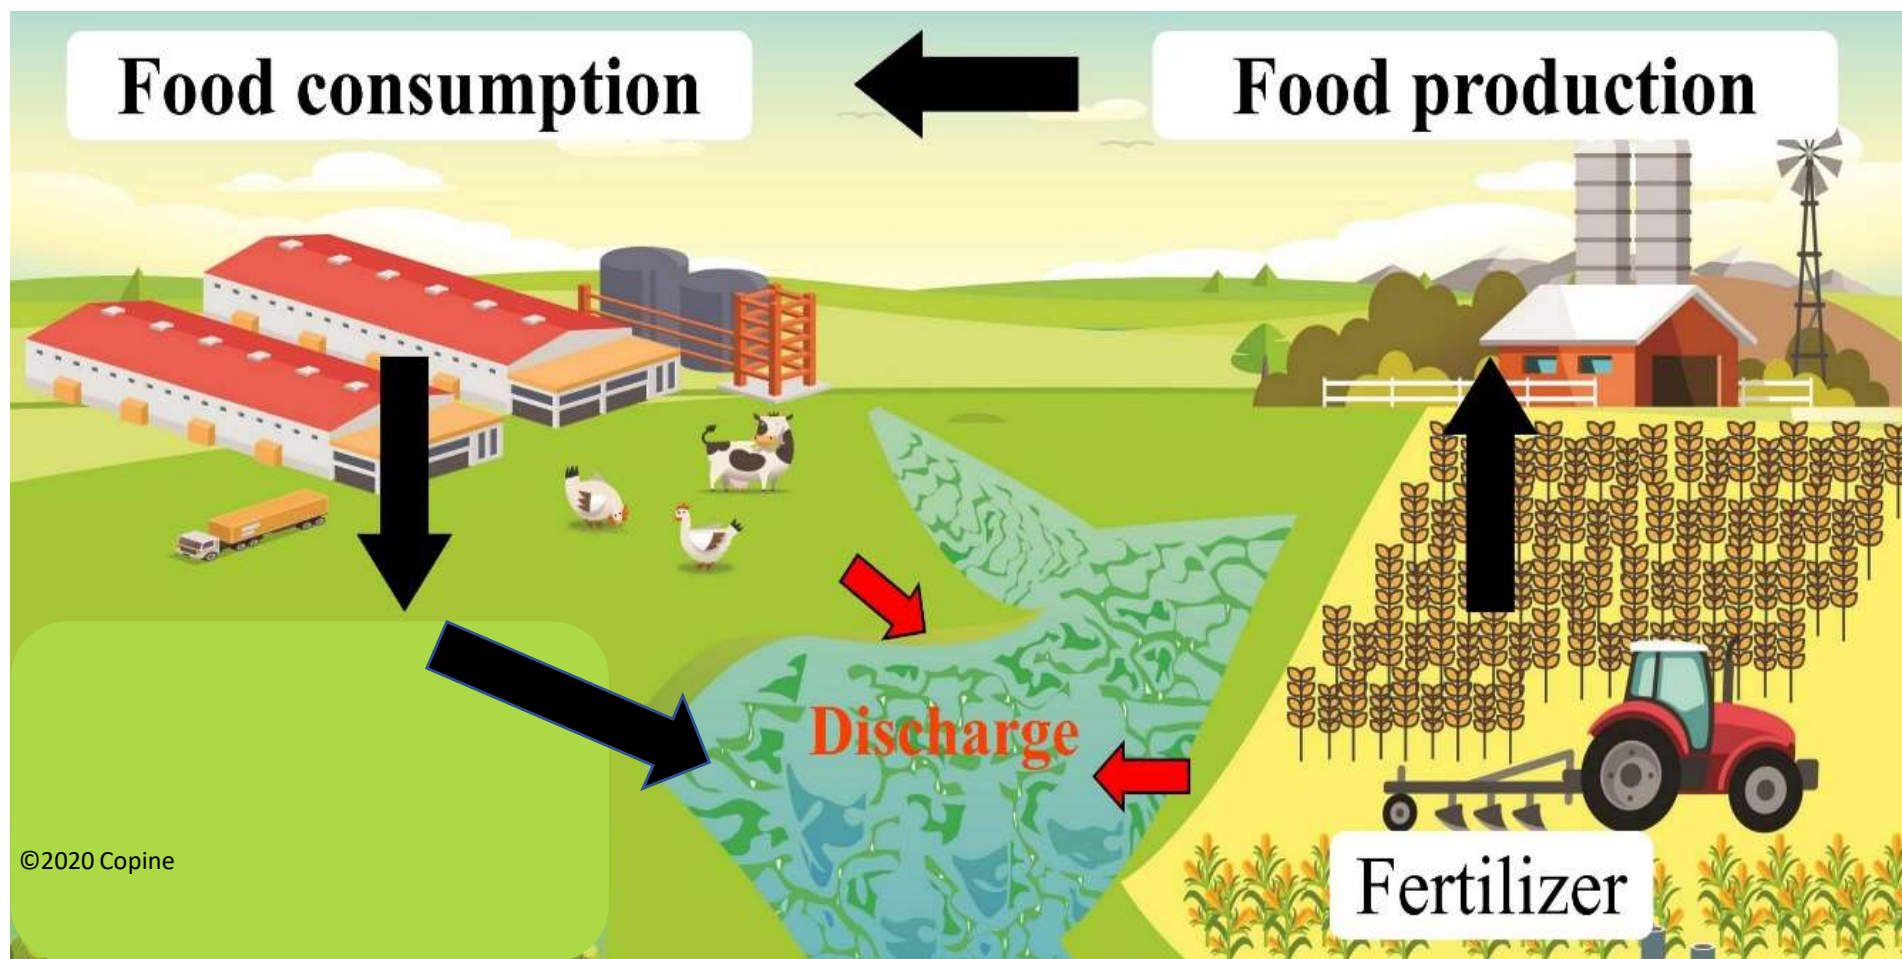 Food consumption
Food production
Discharge
©2020 Copine
Fertilizer